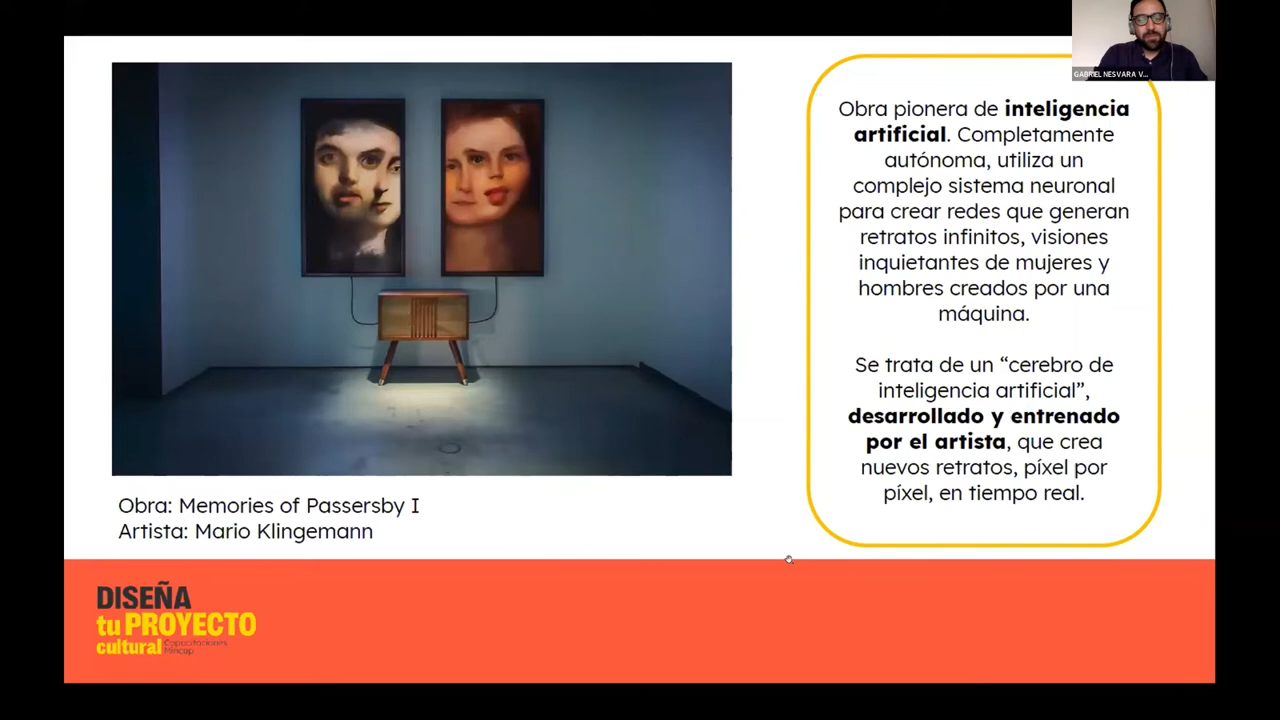 GABRIEL NESVARA V...
Obra pionera de inteligencia
artificial. Completamente
autónoma, utiliza un
complejo sistema neuronal
para crear redes que generan
retratos infinitos, visiones
inquietantes de mujeres y
hombres creados por una
máquina.
Se trata de un “cerebro de
inteligencia artificial”,
desarrollado y entrenado
por el artista, que crea
nuevos retratos, píxel por
píxel, en tiempo real.
Obra: Memories of Passersby I
Artista: Mario Klingemann
DISEÑA
tu PROYECTO
cultural Capacitaciones
Mincap